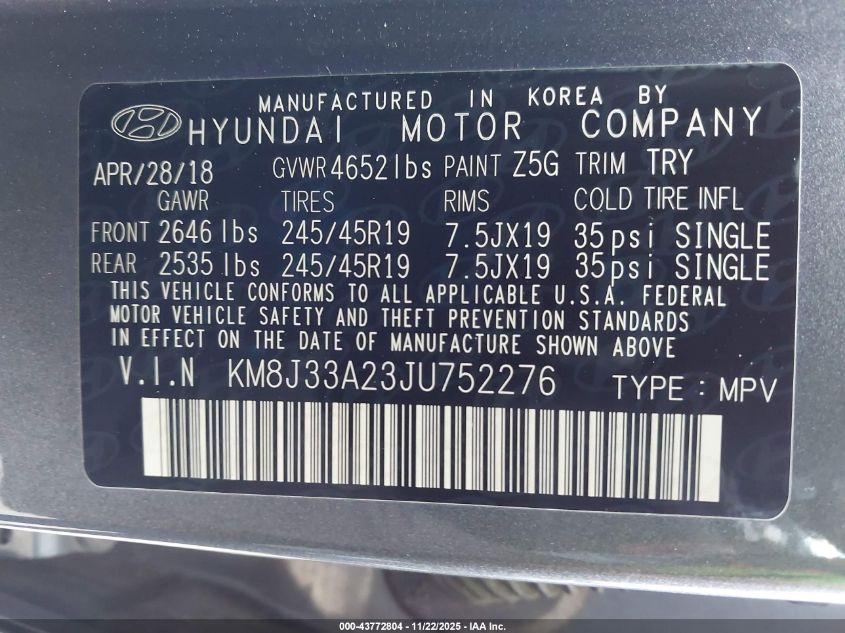 MANUFACTURED IN KOREA BY
HYUNDAI MOTOR COMPANY
APR/28/18 GVWR 4652 lbs PAINT Z5G TRIM TRY
GAWR TIRES RIMS COLD TIRE INFL
FRONT 2646 lbs 245/45R19 7.5JX19 35psi SINGLE
REAR 2535 lbs 245/45R19 7.5JX19 35psi SINGLE
THIS VEHICLE CONFORMS TO ALL APPLICABLE U.S.A. FEDERAL
MOTOR VEHICLE SAFETY AND THEFT PREVENTION STANDARDS
IN EFFECT ON THE DATE OF MANUFACTURE SHOWN ABOVE
V.I.N KM8J33A23JU752276 TYPE : MPV
000-43772804 - 11/22/2025 - IAA Inc.